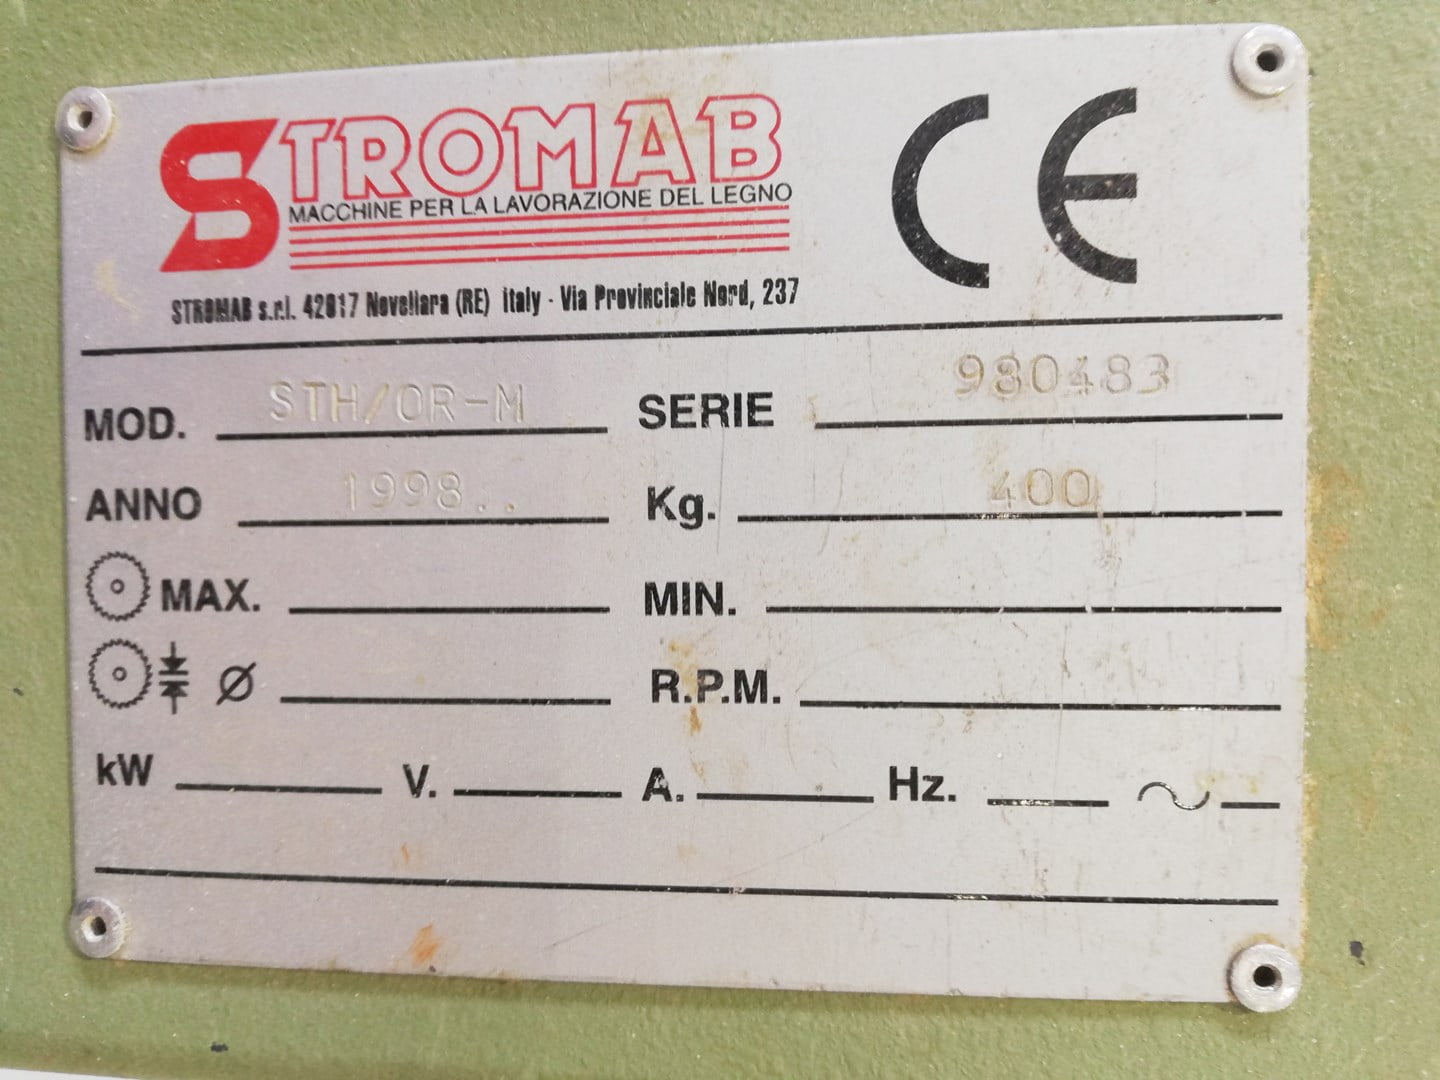 STROMAB
MACCHINE PER LA LAVORAZIONE DEL LEGNO
STROMAB s.r.l. 42017 Novellara (RE) italy - Via Provinciale Nord, 237
CE
MOD. STH/OR-M SERIE 980483
ANNO 1998.. Kg. 400
MAX. MIN.
Ø R.P.M.
kW V. A. Hz. ~